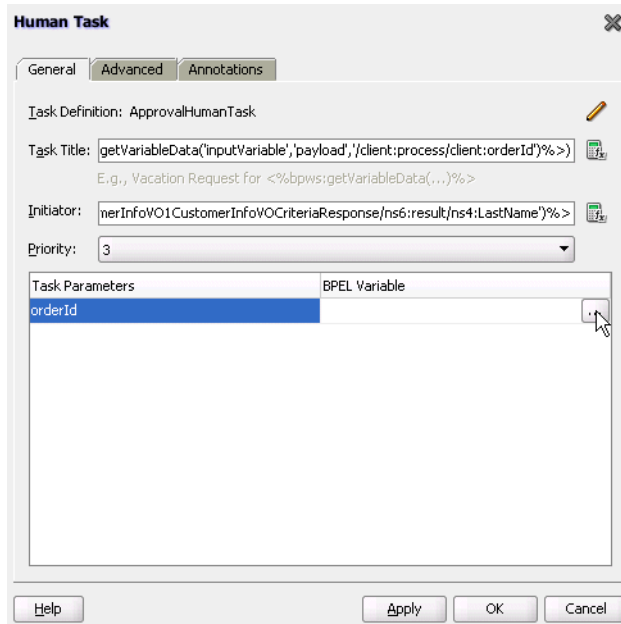 Human Task
General Advanced Annotations
Task Definition: ApprovalHumanTask
Task Title: getVariableData('inputVariable','payload','/client:process/client:orderId')%>)
E.g., Vacation Request for <%bpws:getVariableData(...)%>
Initiator: merInfoVO1CustomerInfoVOCriteriaResponse/ns6:result/ns4:LastName')%>
Priority: 3
Task Parameters BPEL Variable
orderId ...
Help Apply OK Cancel